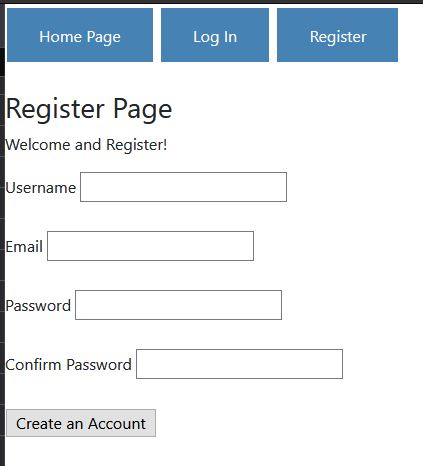 Home Page Log In Register
Register Page
Welcome and Register!
Username
Email
Password
Confirm Password
Create an Account